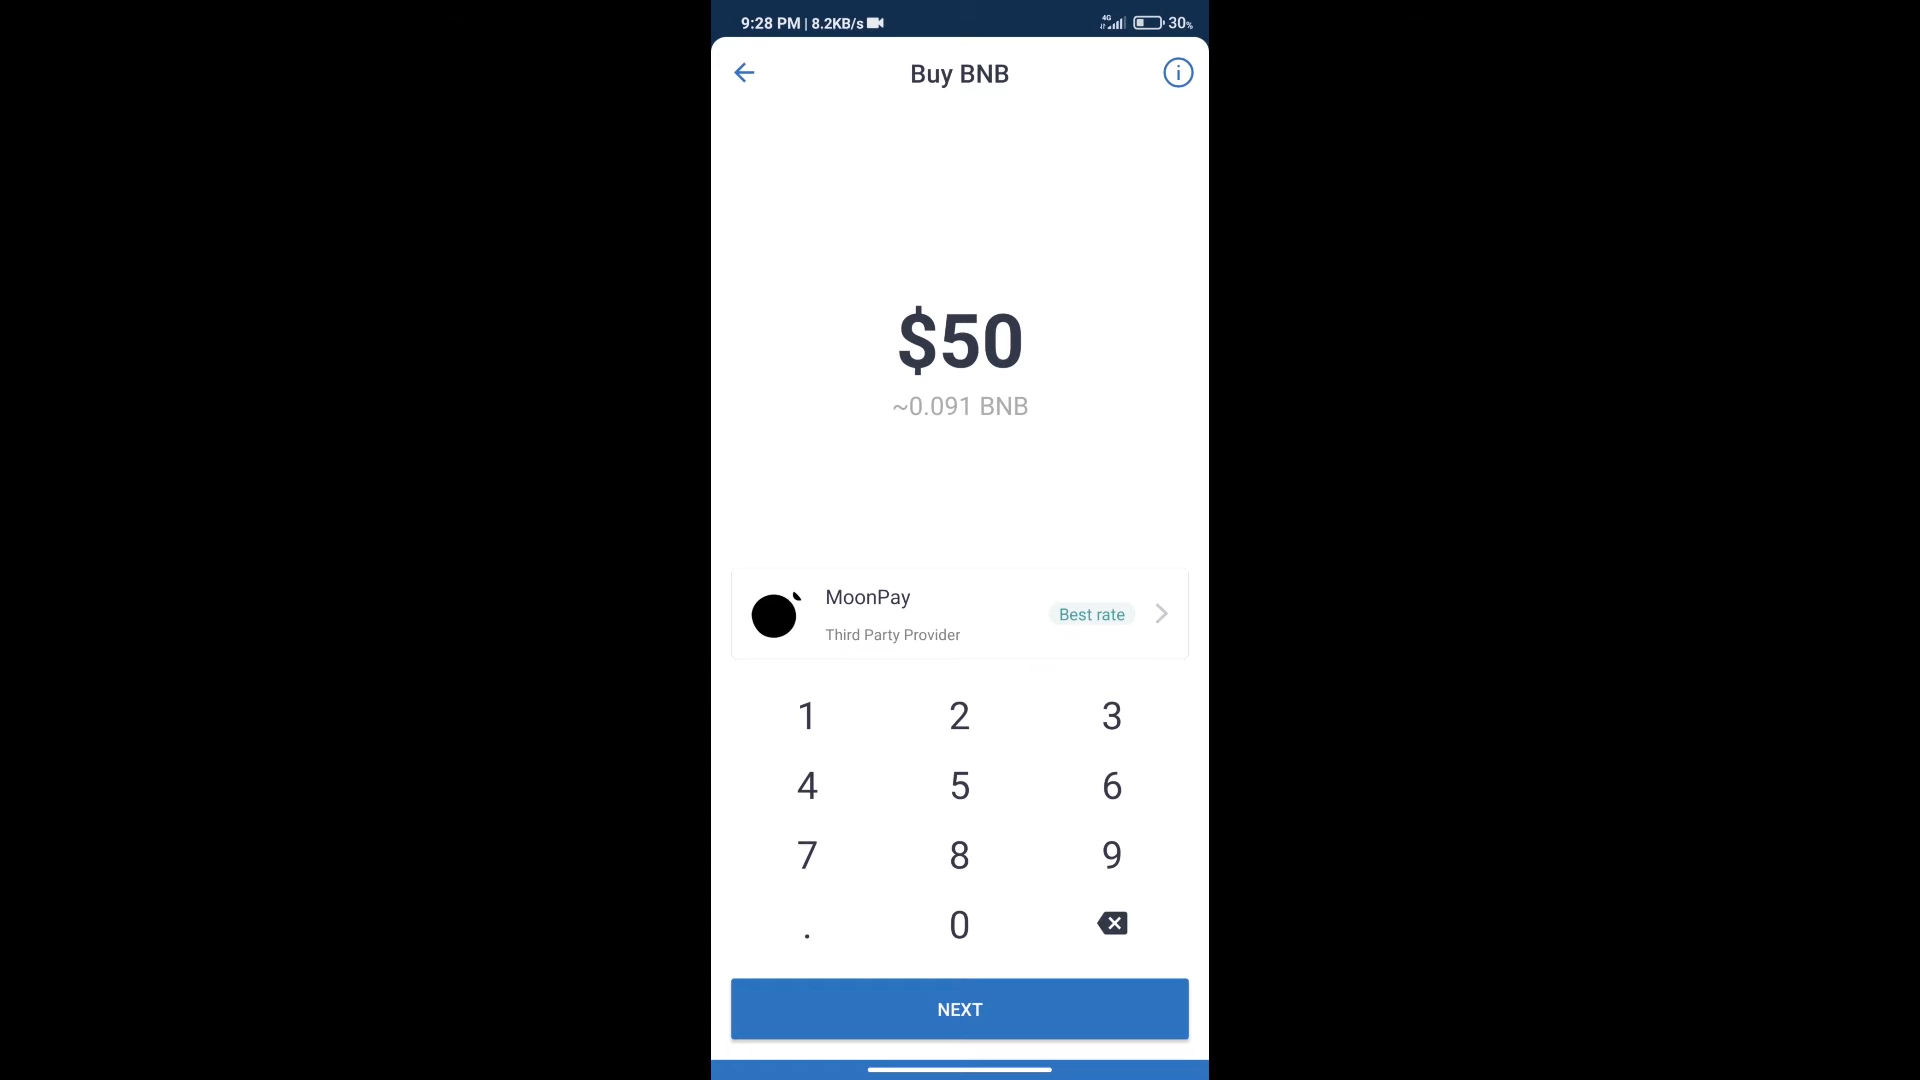 9:28 PM | 8.2KB/s 4G 30%
Buy BNB
$50
~0.091 BNB
MoonPay
Third Party Provider
Best rate
1 2 3
4 5 6
7 8 9
. 0
NEXT